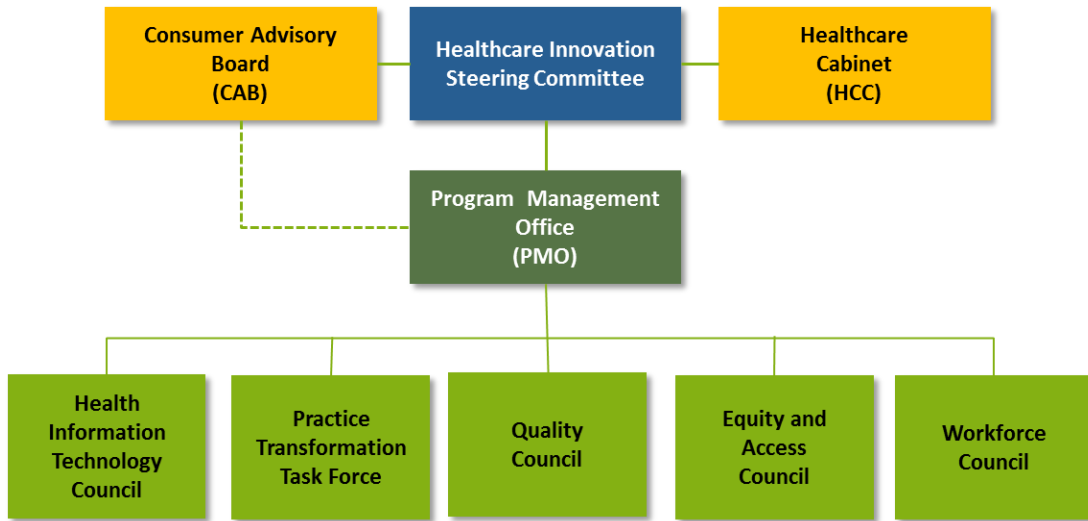 Consumer Advisory
Board
(CAB)
Healthcare Innovation
Steering Committee
Healthcare
Cabinet
(HCC)
Program Management
Office
(PMO)
Health
Information
Technology
Council
Practice
Transformation
Task Force
Quality
Council
Equity and
Access
Council
Workforce
Council